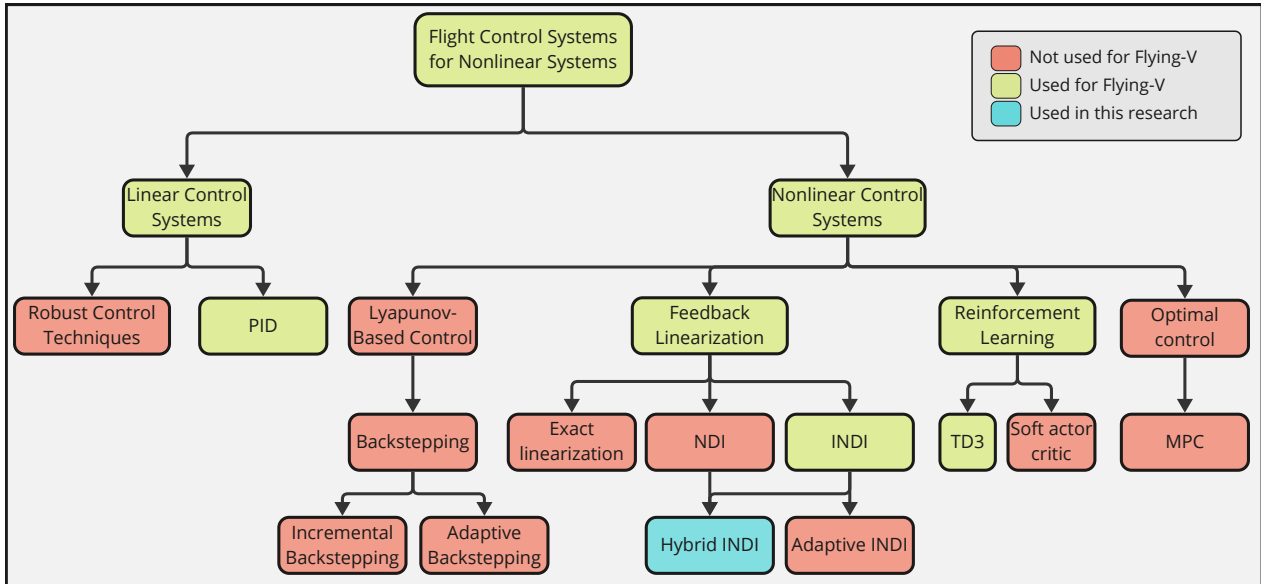 Flight Control Systems
for Nonlinear Systems
Not used for Flying-V
Used for Flying-V
Used in this research
Linear Control
Systems
Nonlinear Control
Systems
Robust Control
Techniques
PID
Lyapunov-
Based Control
Feedback
Linearization
Reinforcement
Learning
Optimal
control
Backstepping
Exact
linearization
NDI
INDI
TD3
Soft actor
critic
MPC
Incremental
Backstepping
Adaptive
Backstepping
Hybrid INDI
Adaptive INDI